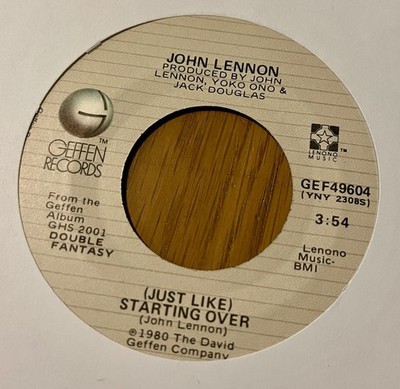 JOHN LENNON
PRODUCED BY JOHN
LENNON, YOKO ONO &
JACK DOUGLAS
GEFFEN
RECORDS
™
LENONO
MUSIC
™
GEF49604
(YNY 2308S)
3:54
From the
Geffen
Album
GHS 2001
DOUBLE
FANTASY
Lenono
Music-
BMI
(JUST LIKE)
STARTING OVER
(John Lennon)
℗1980 The David
Geffen Company